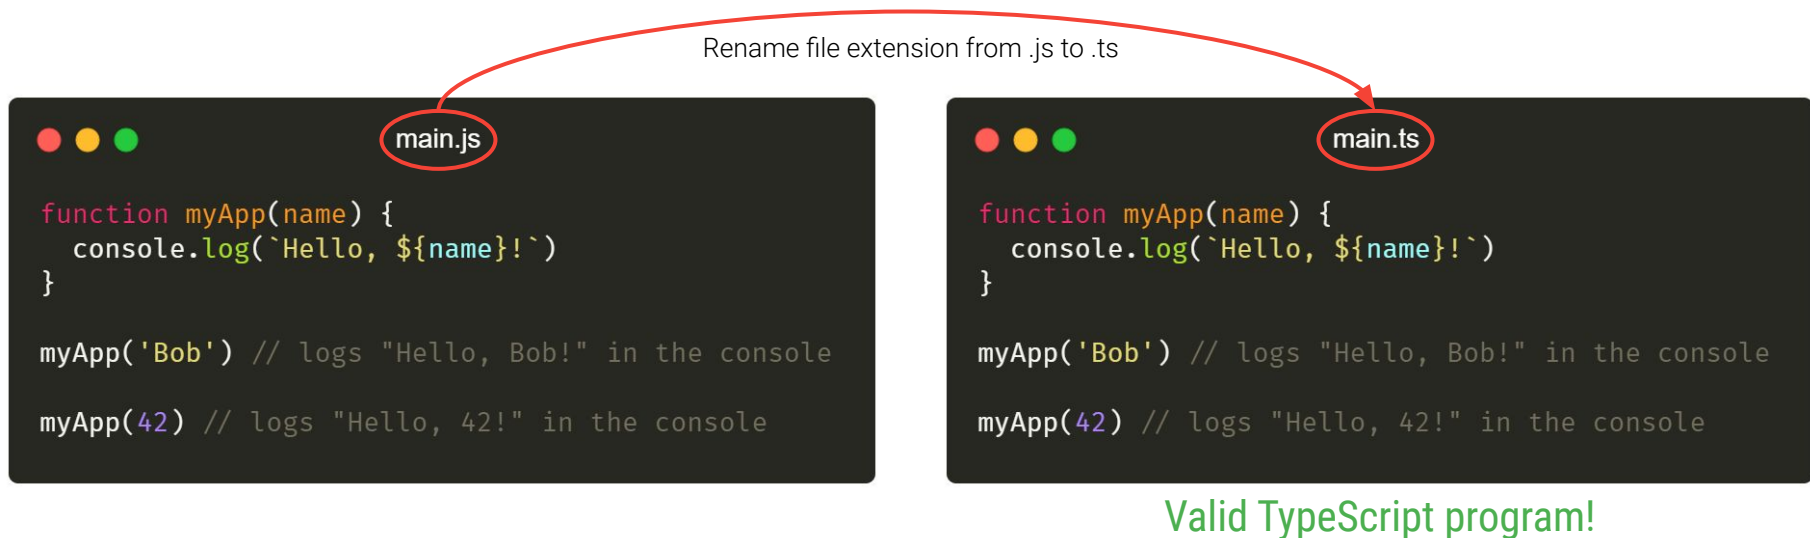 Rename file extension from .js to .ts
main.js
function myApp(name) {
  console.log(`Hello, ${name}!`)
}
myApp('Bob') // logs "Hello, Bob!" in the console
myApp(42) // logs "Hello, 42!" in the console
main.ts
function myApp(name) {
  console.log(`Hello, ${name}!`)
}
myApp('Bob') // logs "Hello, Bob!" in the console
myApp(42) // logs "Hello, 42!" in the console
Valid TypeScript program!